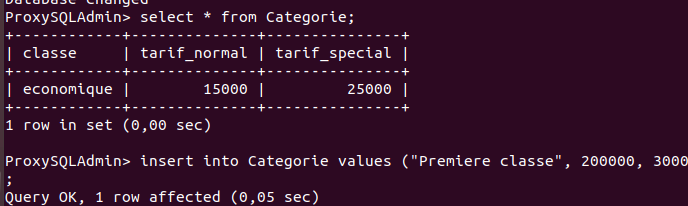 Database changed
ProxySQLAdmin> select * from Categorie;
+------------+--------------+---------------+
| classe     | tarif_normal | tarif_special |
+------------+--------------+---------------+
| economique |        15000 |         25000 |
+------------+--------------+---------------+
1 row in set (0,00 sec)
ProxySQLAdmin> insert into Categorie values ("Premiere classe", 200000, 3000
;
Query OK, 1 row affected (0,05 sec)